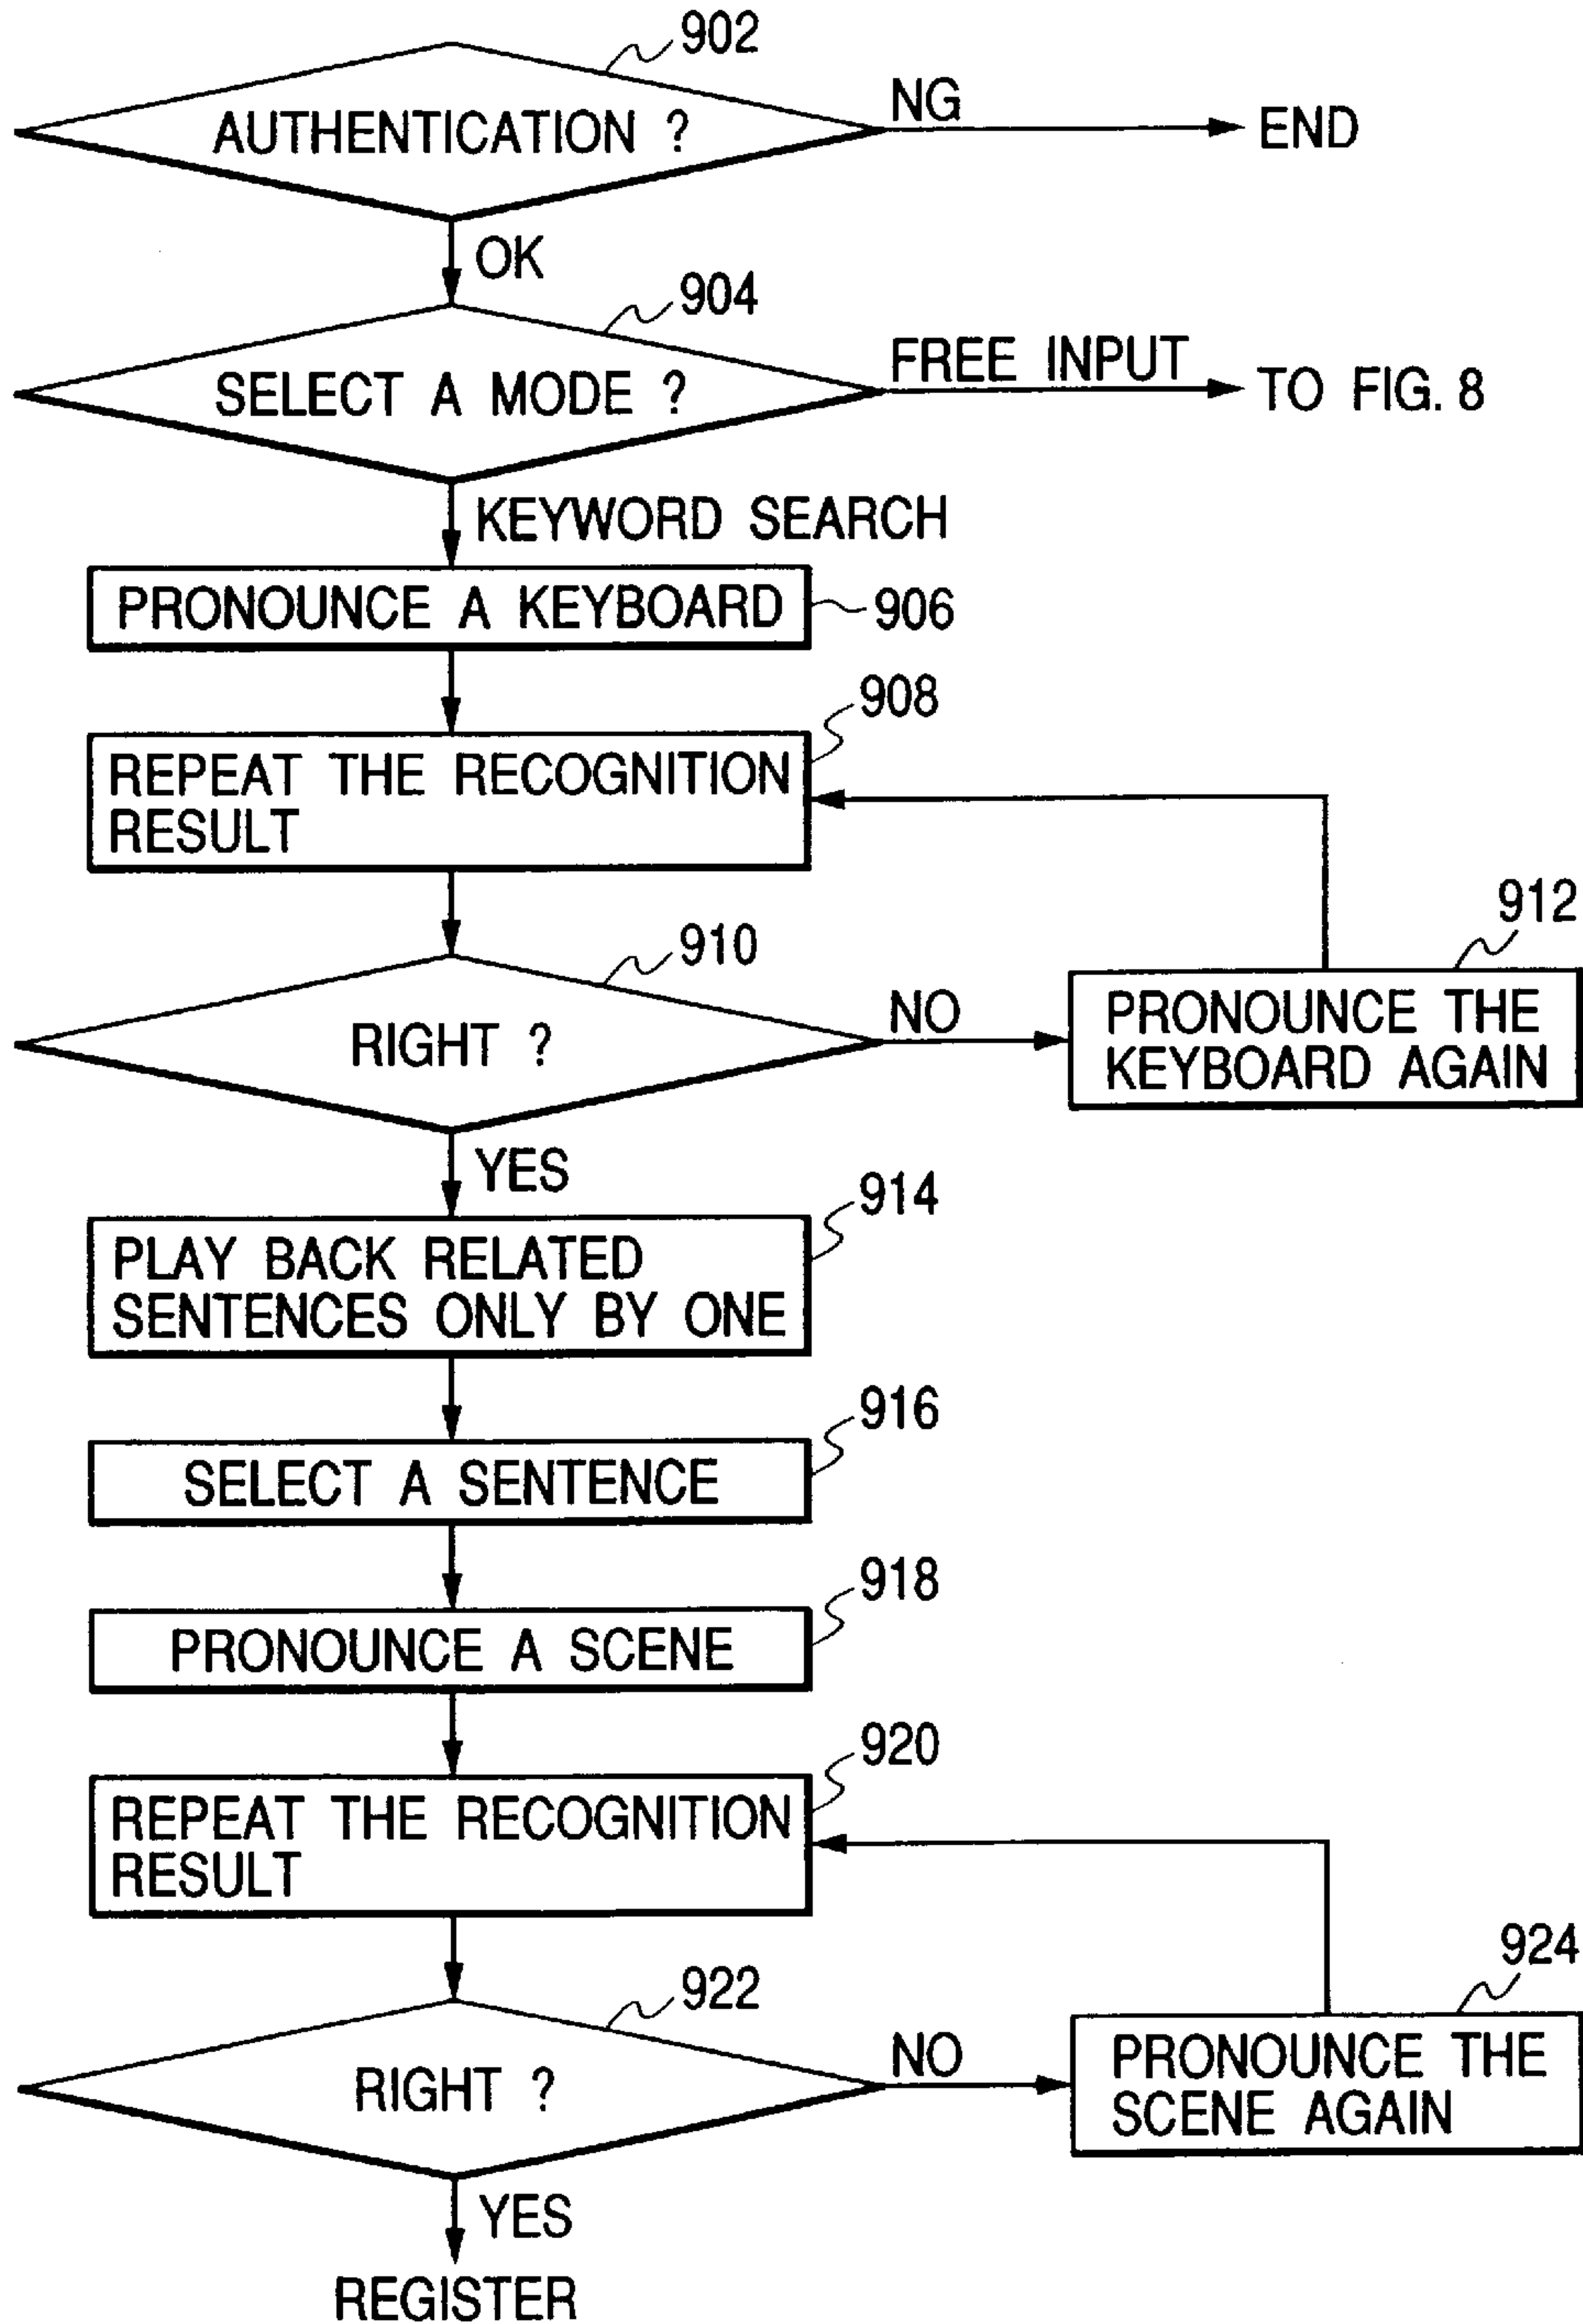 902
AUTHENTICATION ?
NG
END
OK
904
SELECT A MODE ?
FREE INPUT
TO FIG. 8
KEYWORD SEARCH
PRONOUNCE A KEYBOARD
906
908
REPEAT THE RECOGNITION
RESULT
910
RIGHT ?
NO
912
PRONOUNCE THE
KEYBOARD AGAIN
YES
914
PLAY BACK RELATED
SENTENCES ONLY BY ONE
916
SELECT A SENTENCE
918
PRONOUNCE A SCENE
920
REPEAT THE RECOGNITION
RESULT
922
RIGHT ?
NO
924
PRONOUNCE THE
SCENE AGAIN
YES
REGISTER